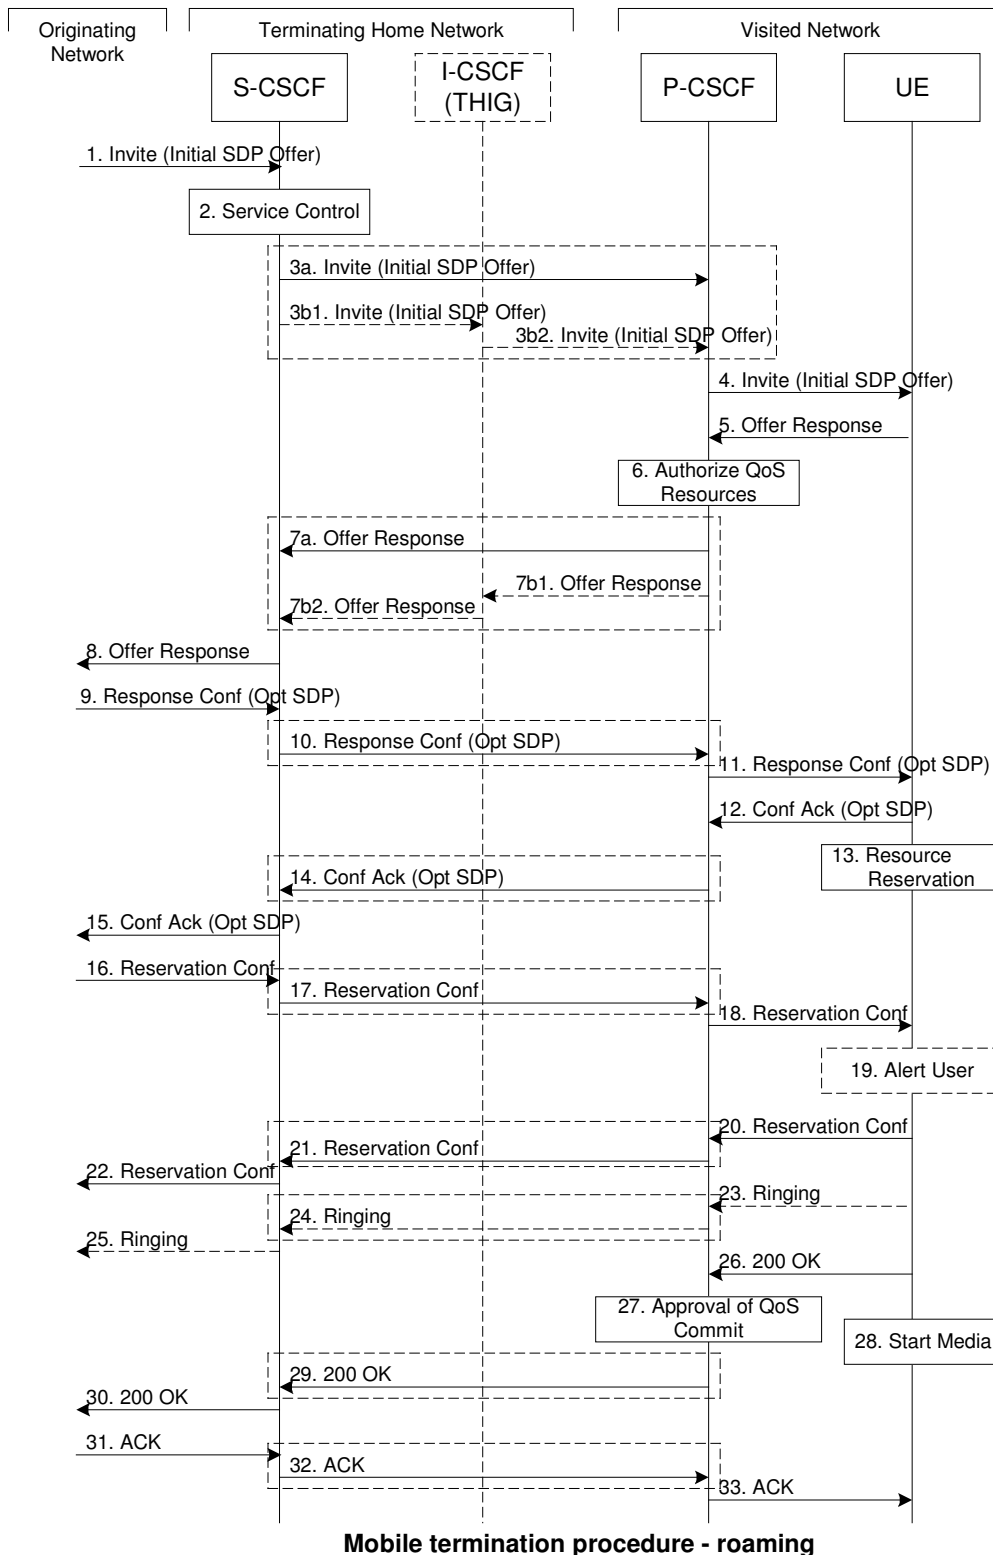 Originating
Network
Terminating Home Network
Visited Network
S-CSCF
I-CSCF
(THIG)
P-CSCF
UE
1. Invite (Initial SDP Offer)
2. Service Control
3a. Invite (Initial SDP Offer)
3b1. Invite (Initial SDP Offer)
3b2. Invite (Initial SDP Offer)
4. Invite (Initial SDP Offer)
5. Offer Response
6. Authorize QoS
Resources
7a. Offer Response
7b1. Offer Response
7b2. Offer Response
8. Offer Response
9. Response Conf (Opt SDP)
10. Response Conf (Opt SDP)
11. Response Conf (Opt SDP)
12. Conf Ack (Opt SDP)
13. Resource
Reservation
14. Conf Ack (Opt SDP)
15. Conf Ack (Opt SDP)
16. Reservation Conf
17. Reservation Conf
18. Reservation Conf
19. Alert User
20. Reservation Conf
21. Reservation Conf
22. Reservation Conf
23. Ringing
24. Ringing
25. Ringing
26. 200 OK
27. Approval of QoS
Commit
28. Start Media
29. 200 OK
30. 200 OK
31. ACK
32. ACK
33. ACK
Mobile termination procedure - roaming